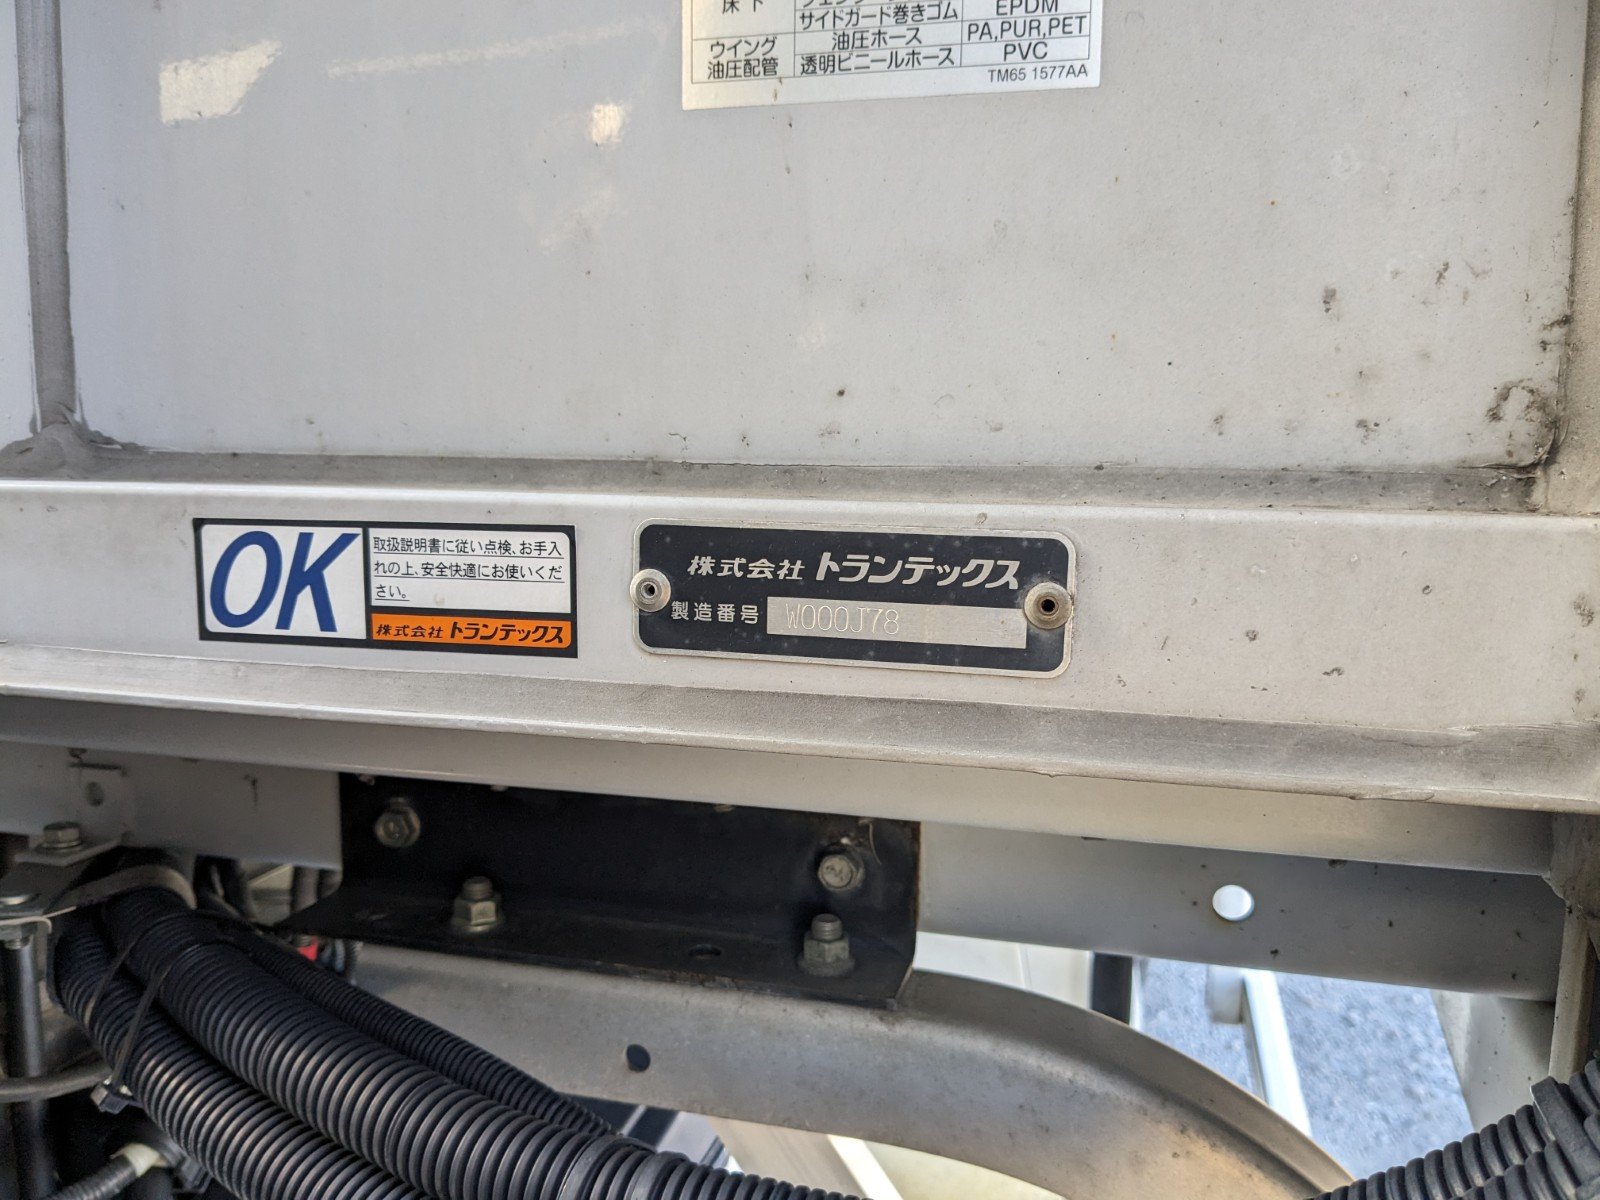 床下
サイドガード巻きゴム EPDM
ウイング
油圧配管
油圧ホース PA,PUR,PET
透明ビニールホース PVC
TM65 1577AA
OK
取扱説明書に従い点検、お手入
れの上、安全快適にお使いくだ
さい。
株式会社 トランテックス
株式会社 トランテックス
製造番号 W000J78